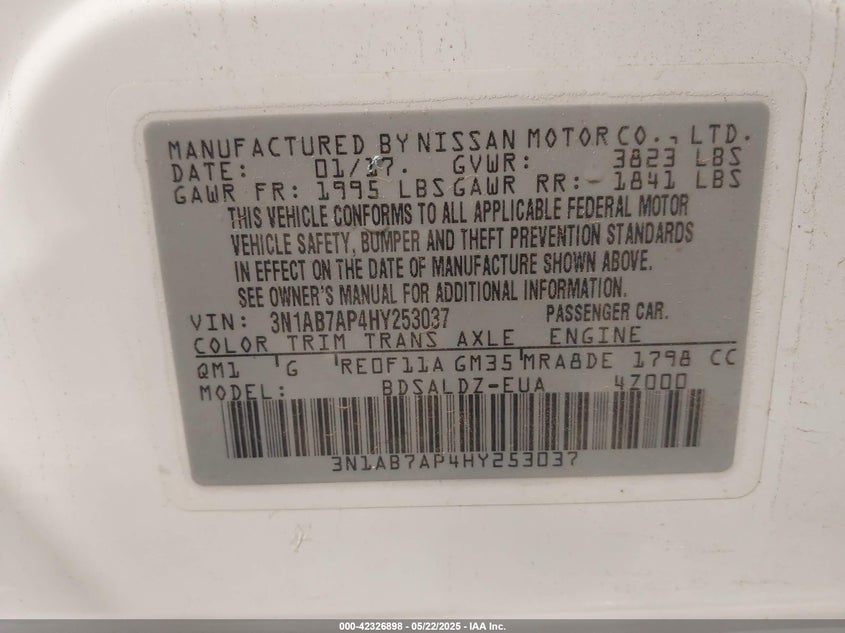 MANUFACTURED BY NISSAN MOTOR CO., LTD.
DATE: 01/17. GVWR: 3823 LBS
GAWR FR: 1995 LBS GAWR RR: 1841 LBS
THIS VEHICLE CONFORMS TO ALL APPLICABLE FEDERAL MOTOR
VEHICLE SAFETY, BUMPER AND THEFT PREVENTION STANDARDS
IN EFFECT ON THE DATE OF MANUFACTURE SHOWN ABOVE.
SEE OWNER'S MANUAL FOR ADDITIONAL INFORMATION.
VIN: 3N1AB7AP4HY253037 PASSENGER CAR.
COLOR TRIM TRANS AXLE ENGINE
QM1 G RE0F11A GM35 MRA8DE 1798 CC
MODEL: BDSALDZ-EUA 4Z000
3N1AB7AP4HY253037
000-42326898 - 05/22/2025 - IAA Inc.